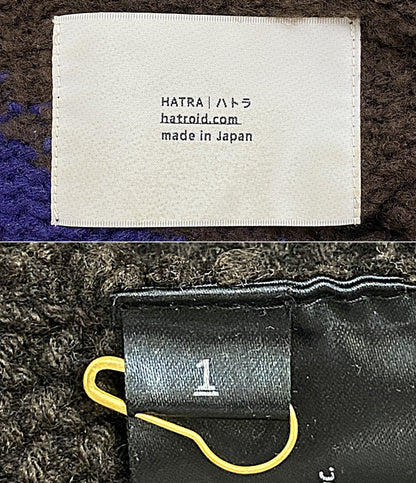 HATRA | ハトラ
hatroid.com
made in Japan
1
c.